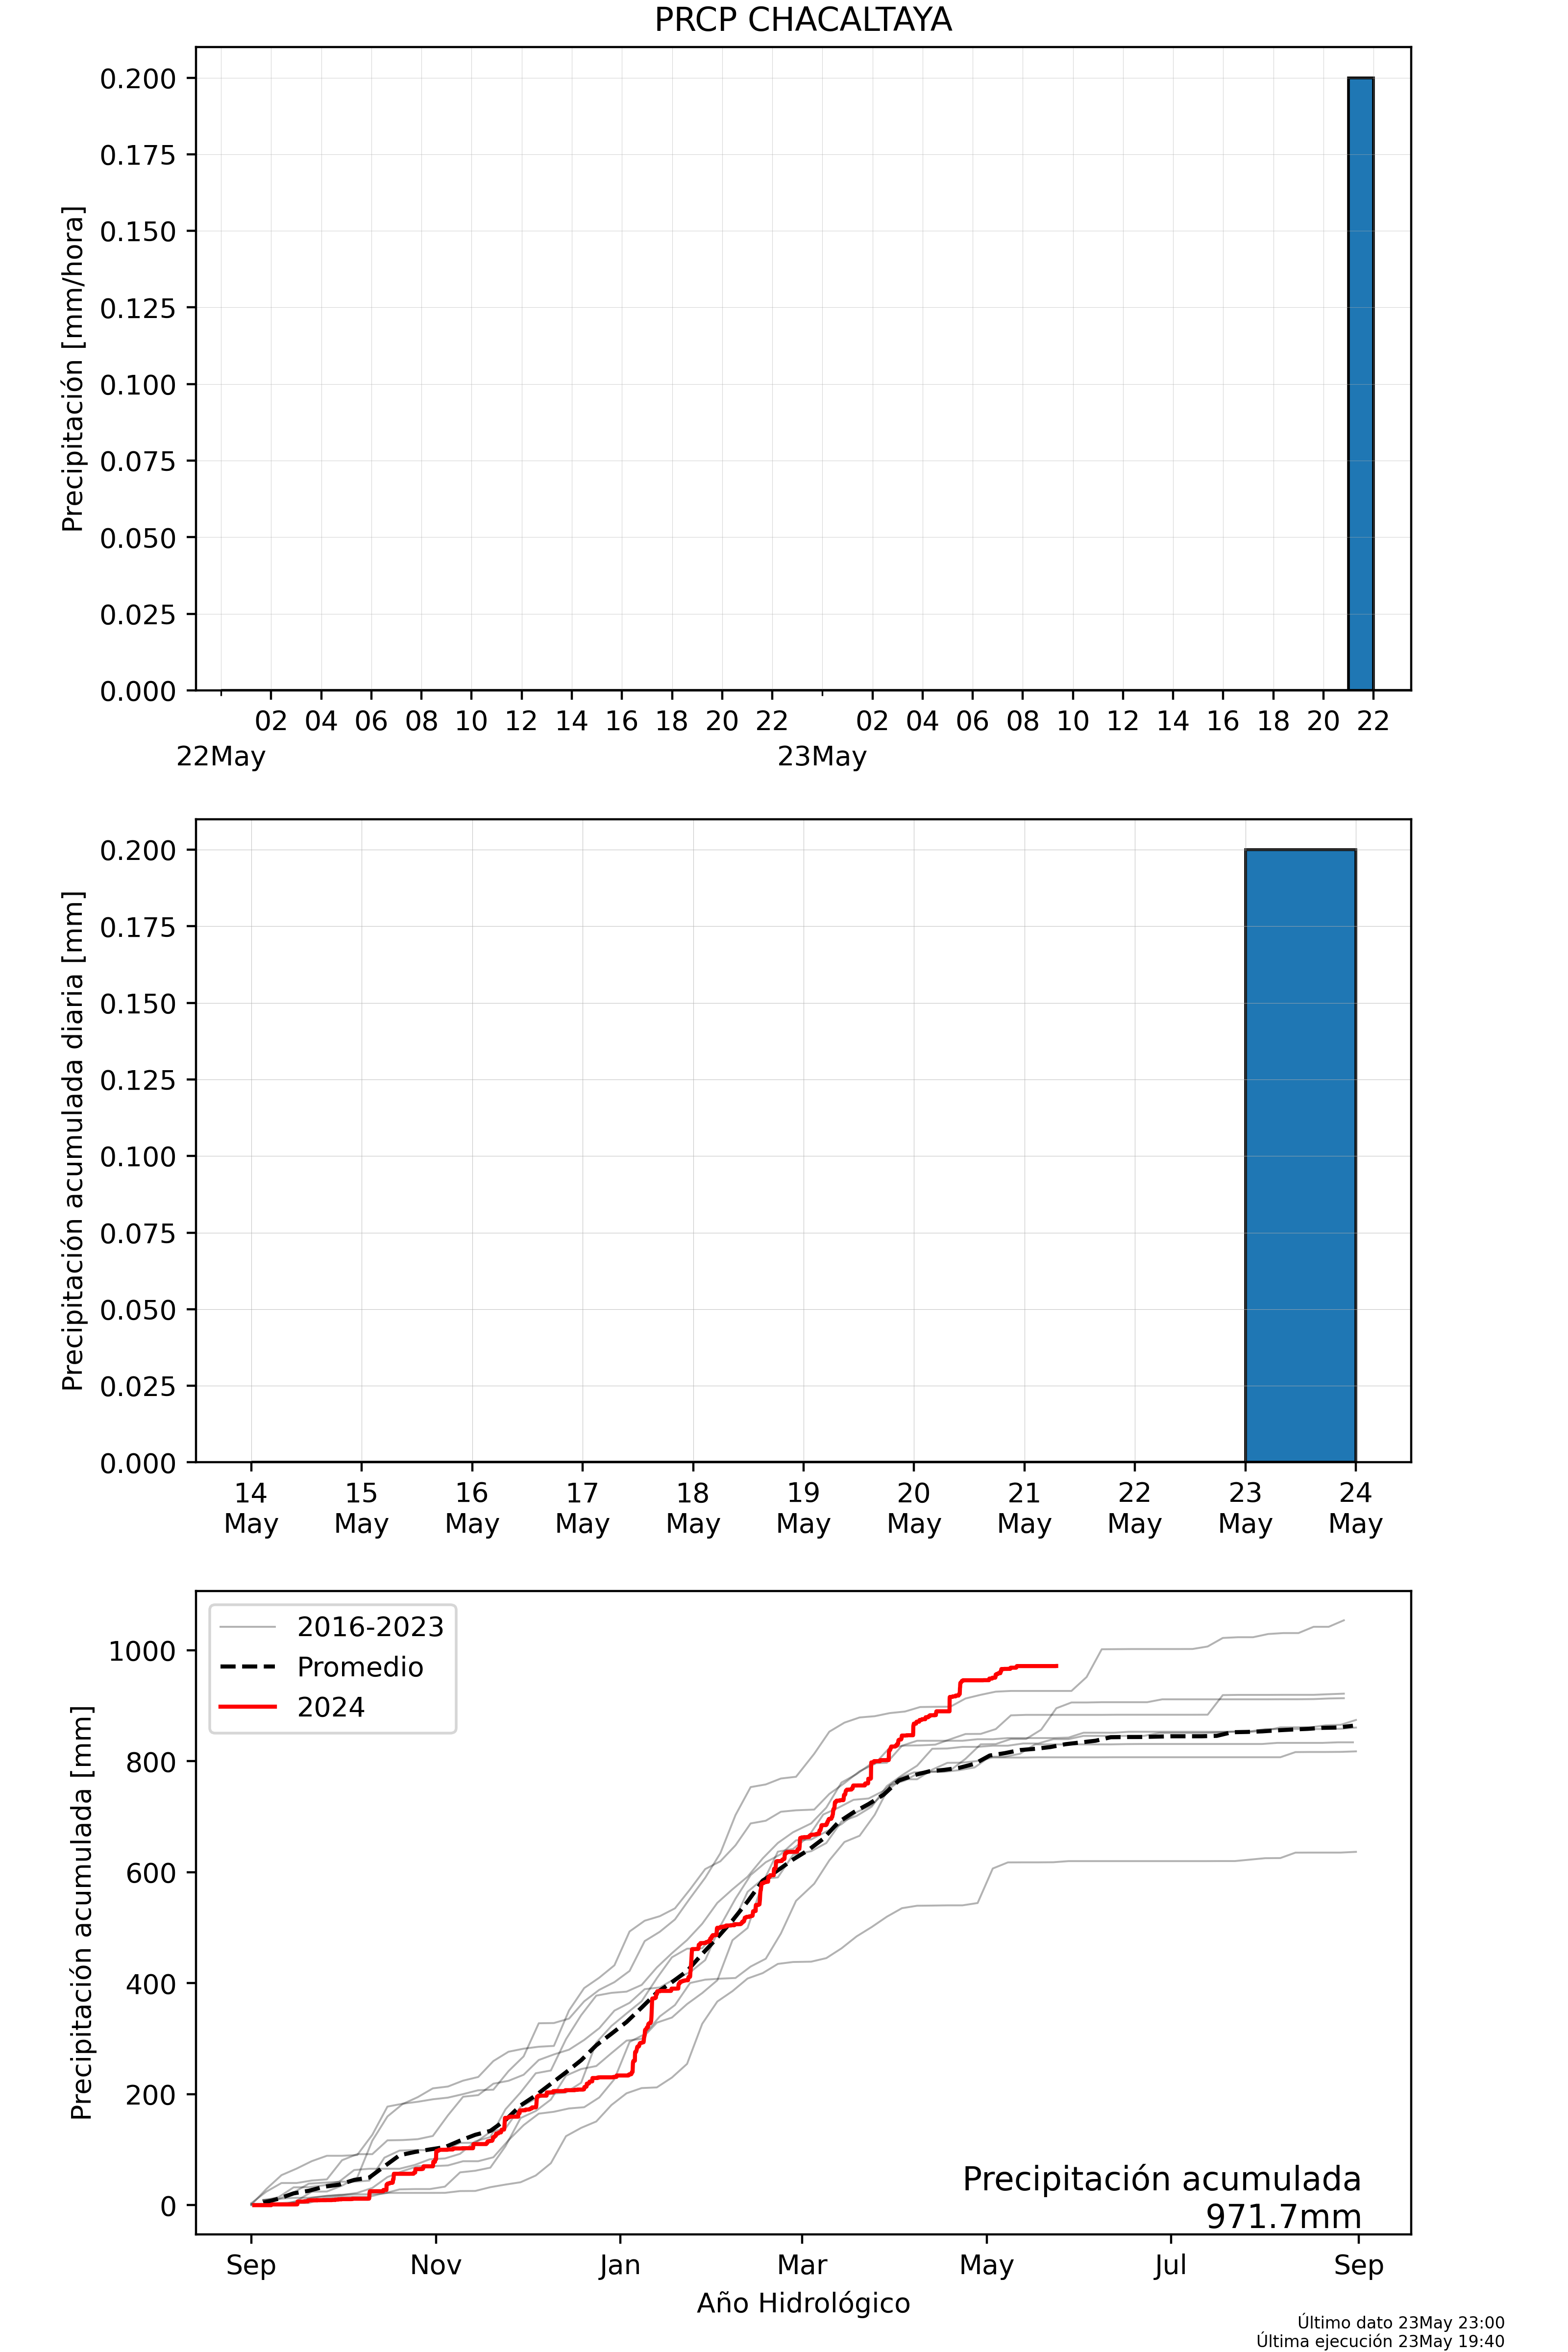 PRCP CHACALTAYA
Precipitación [mm/hora]
0.200
0.175
0.150
0.125
0.100
0.075
0.050
0.025
0.000
02 04 06 08 10 12 14 16 18 20 22 02 04 06 08 10 12 14 16 18 20 22
22May 23May
Precipitación acumulada diaria [mm]
0.200
0.175
0.150
0.125
0.100
0.075
0.050
0.025
0.000
14 15 16 17 18 19 20 21 22 23 24
May May May May May May May May May May May
Precipitación acumulada [mm]
1000
800
600
400
200
0
2016-2023
Promedio
2024
Precipitación acumulada
971.7mm
Sep Nov Jan Mar May Jul Sep
Año Hidrológico
Último dato 23May 23:00
Última ejecución 23May 19:40